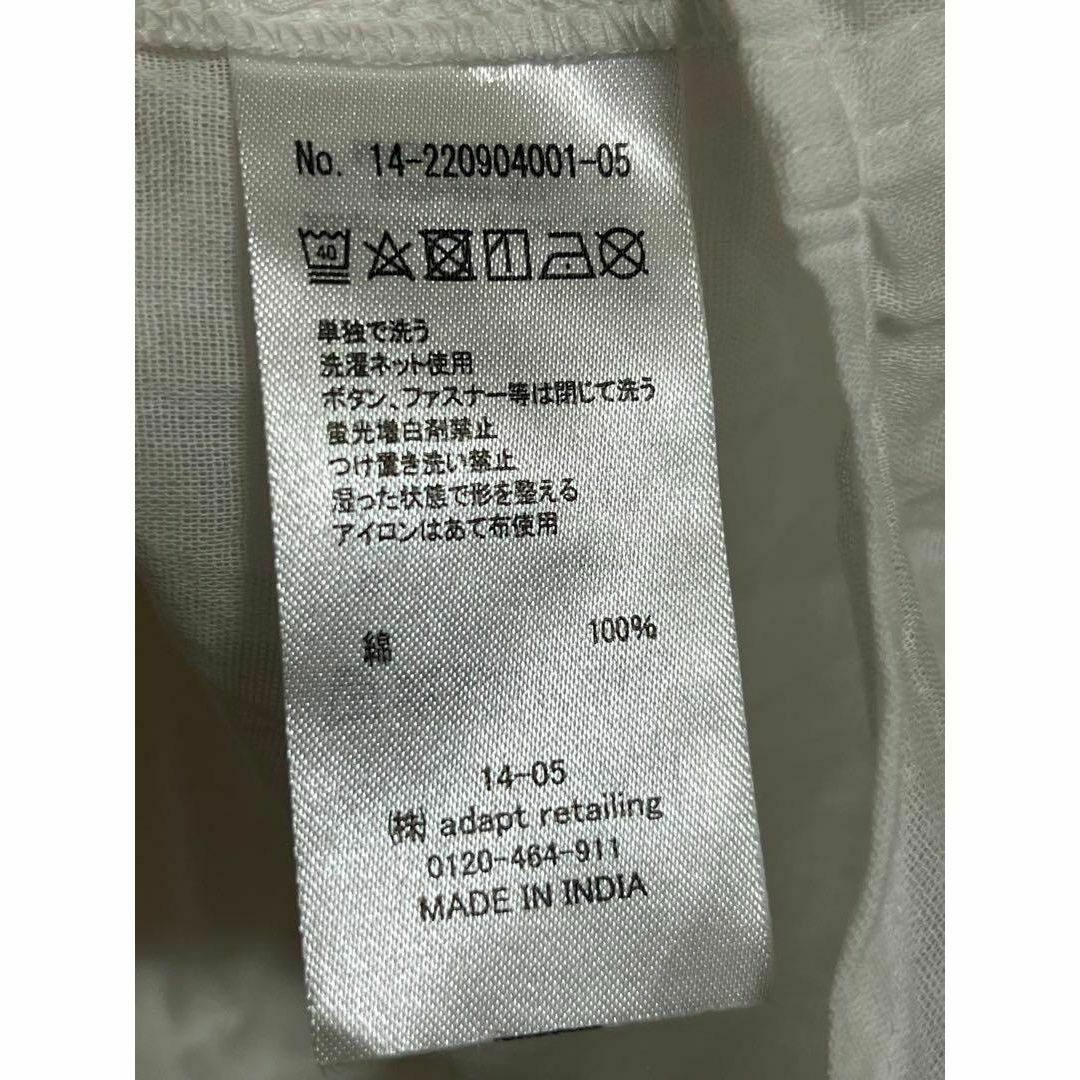 No. 14-220904001-05
40
単独で洗う
洗濯ネット使用
ボタン、ファスナー等は閉じて洗う
蛍光増白剤禁止
つけ置き洗い禁止
湿った状態で形を整える
アイロンはあて布使用
綿 100%
14-05
㈱ adapt retailing
0120-464-911
MADE IN INDIA